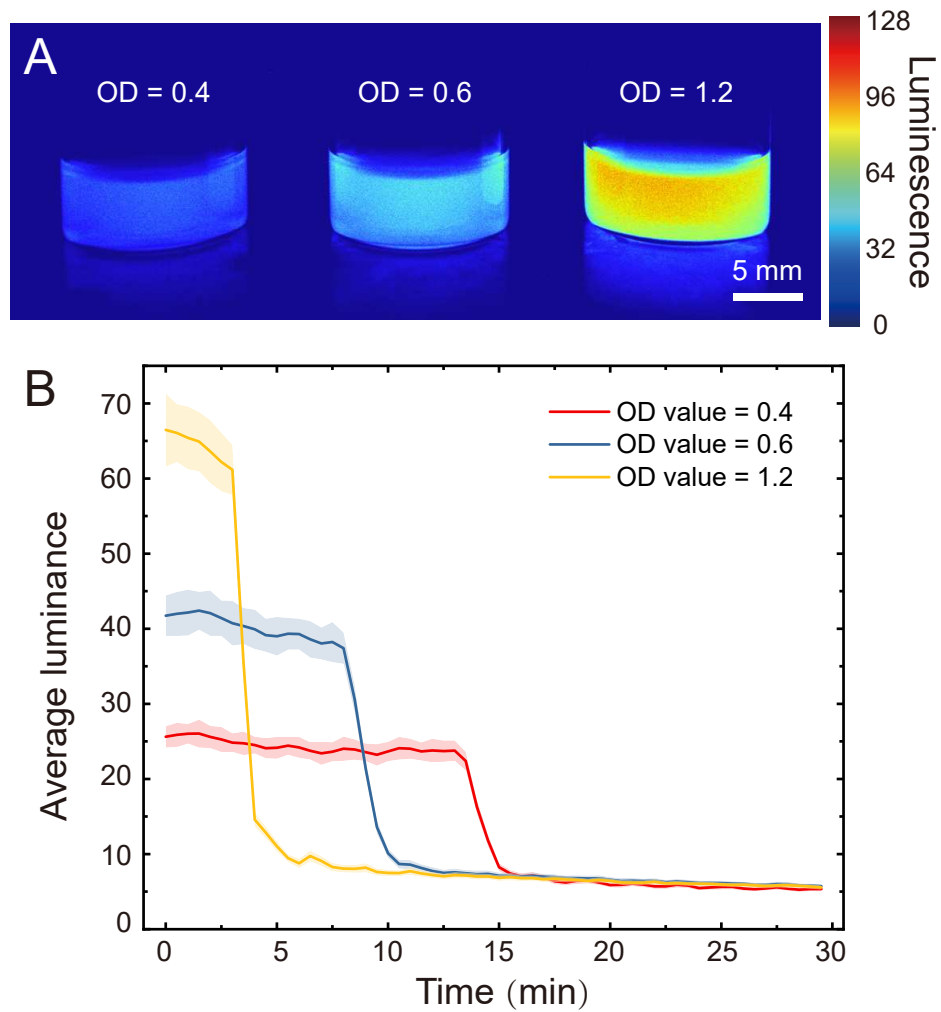 A
OD = 0.4
OD = 0.6
OD = 1.2
5 mm
128
96
64
32
0
Luminescence
B
OD value = 0.4
OD value = 0.6
OD value = 1.2
70
60
50
40
30
20
10
0
Average luminance
0 5 10 15 20 25 30
Time (min)